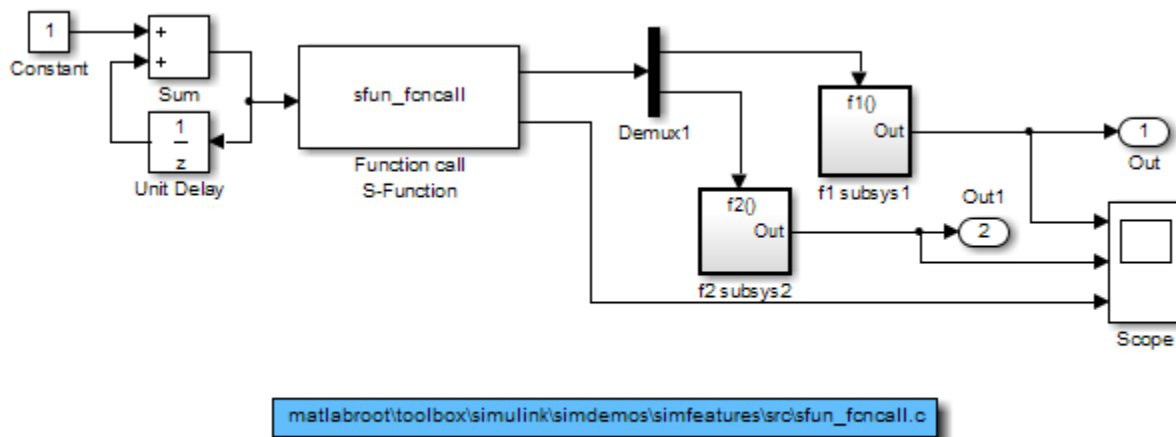 1
Constant
+
+
Sum
1
z
Unit Delay
sfun_fcncall
Function call
S-Function
Demux1
f1()
Out
f1 subsys1
f2()
Out
f2 subsys2
1
Out
Out1
2
Scope
matlabroot\toolbox\simulink\simdemos\simfeatures\src\sfun_fcncall.c